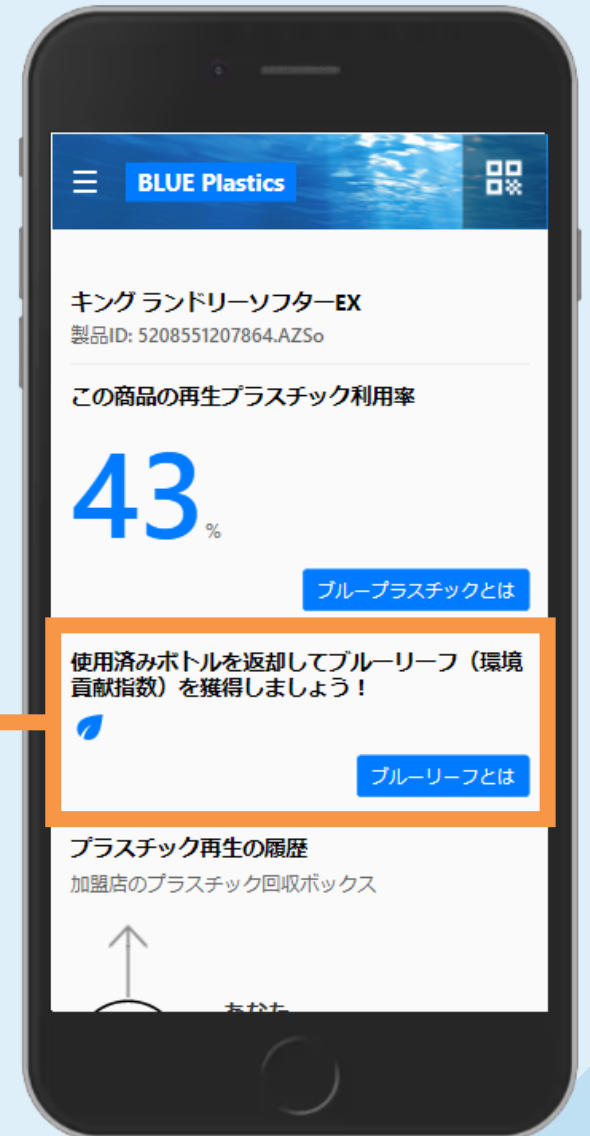 BLUE Plastics
キング ランドリーソフターEX
製品ID: 5208551207864.AZSo
この商品の再生プラスチック利用率
43%
ブループラスチックとは
使用済みボトルを返却してブルーリーフ（環境
貢献指数）を獲得しましょう！
ブルーリーフとは
プラスチック再生の履歴
加盟店のプラスチック回収ボックス
あなた